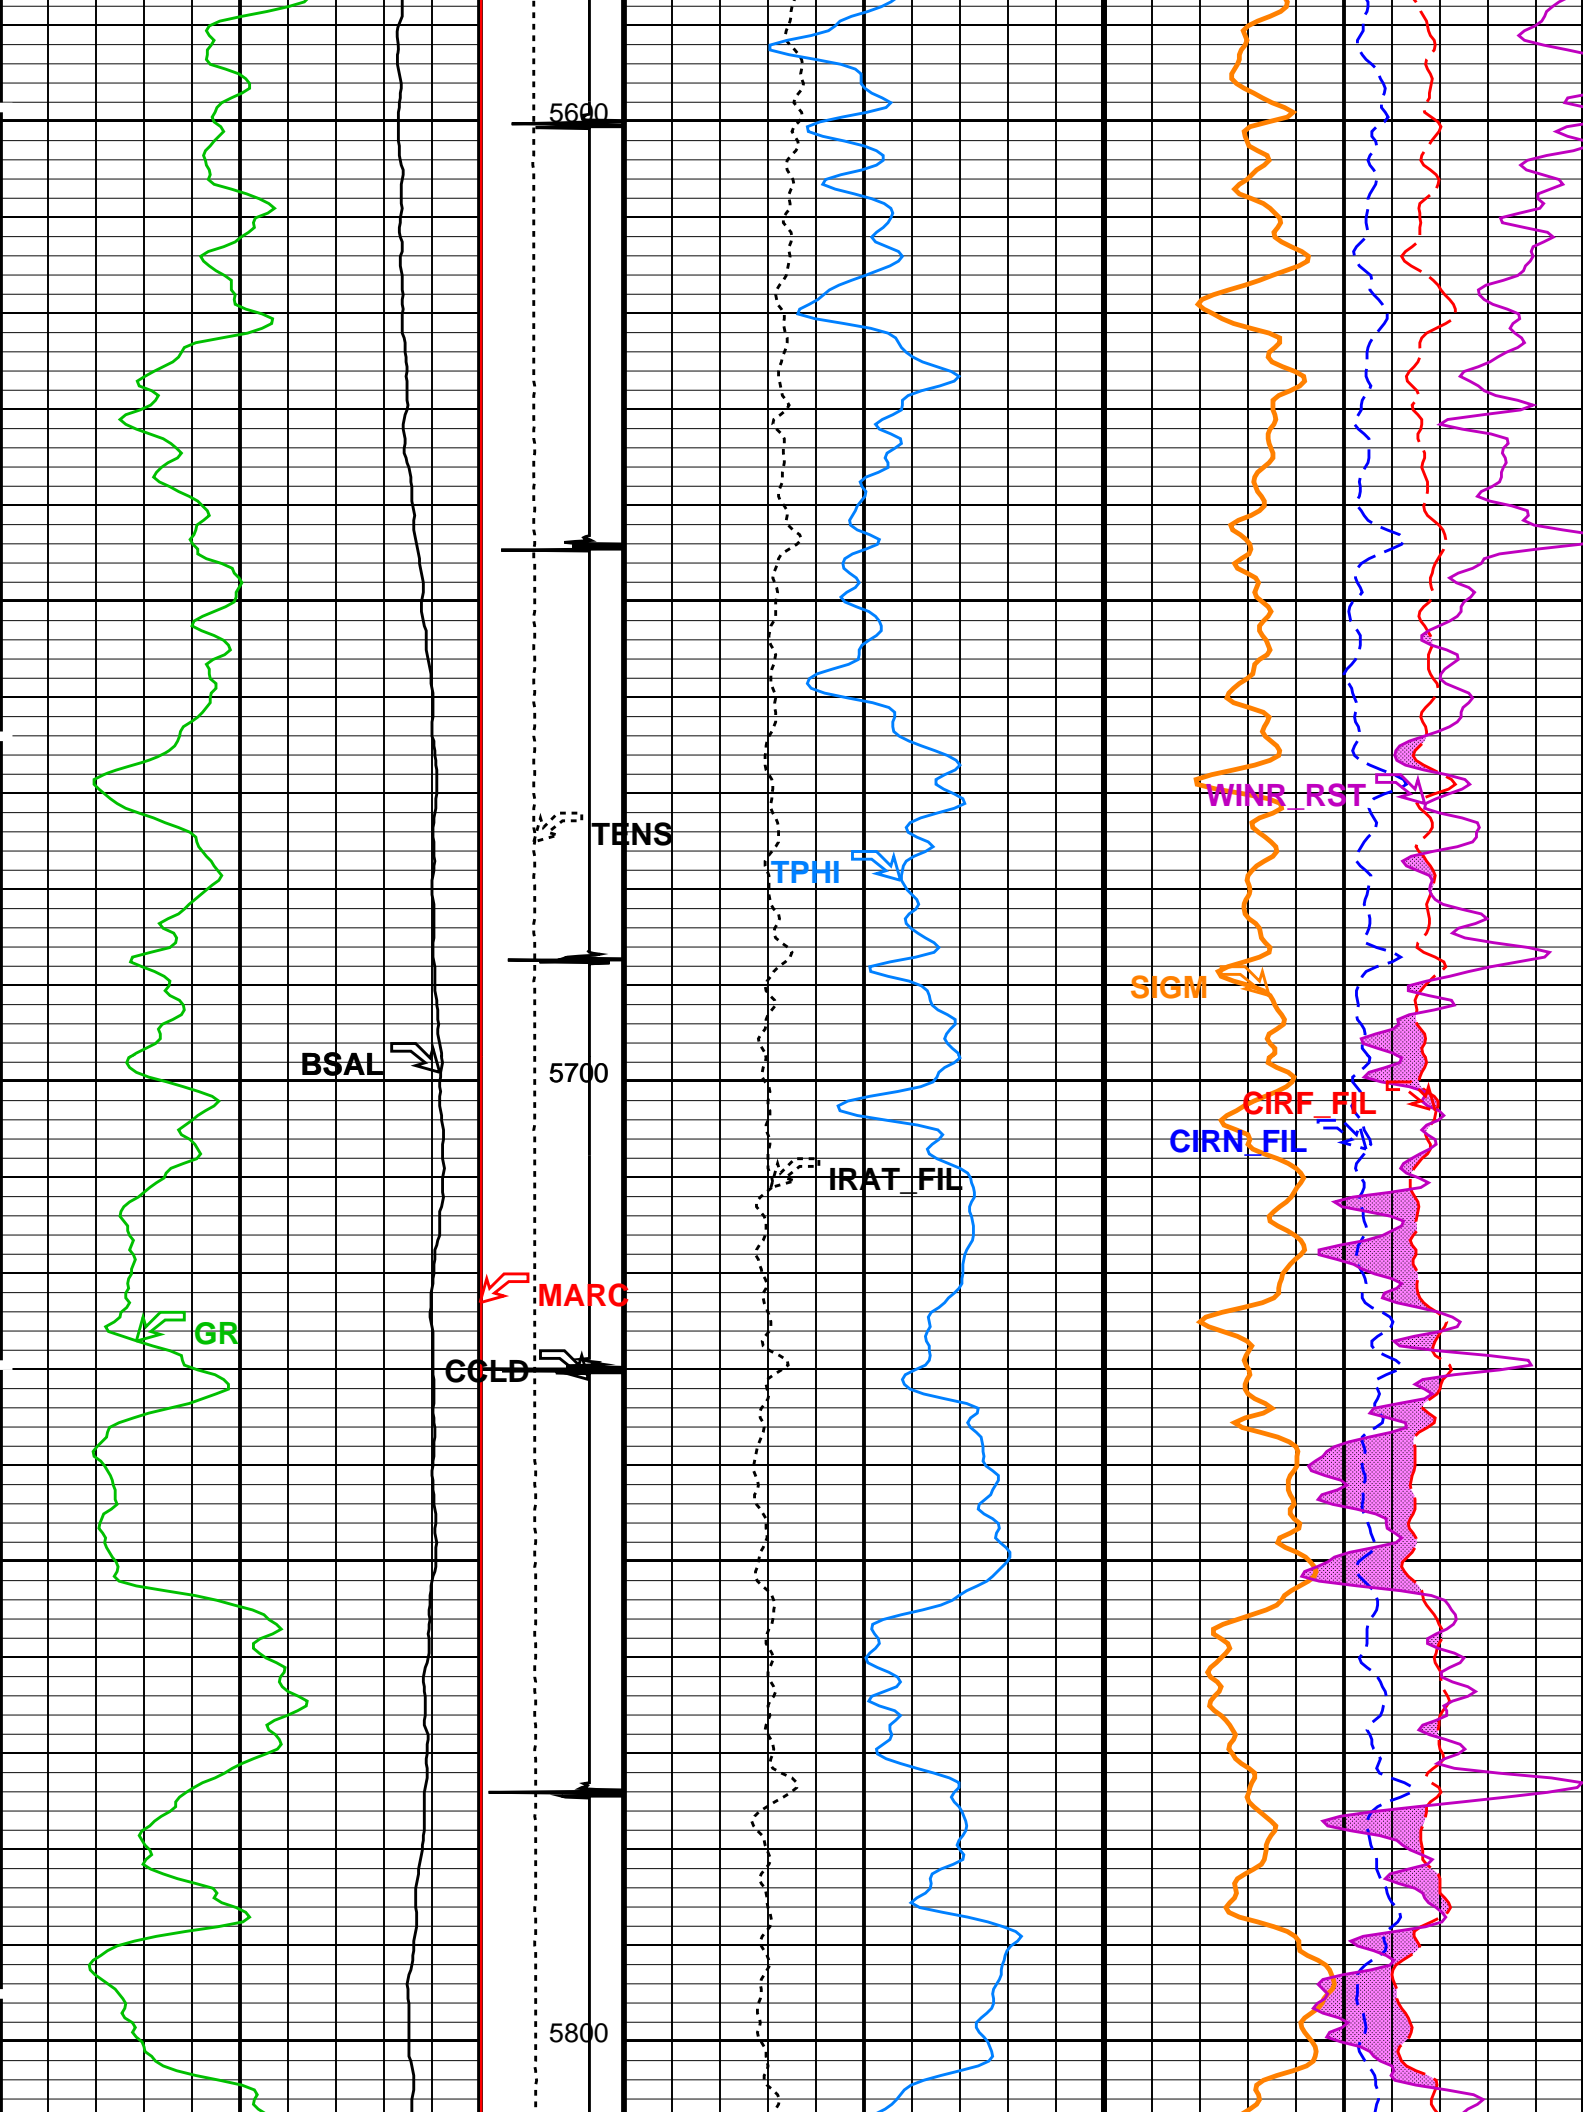 5600
WINR_RST
TENS
TPHI
SIGM
BSAL
5700
CIRF_FIL
CIRN_FIL
IRAT_FIL
MARC
GR
CCLD
5800